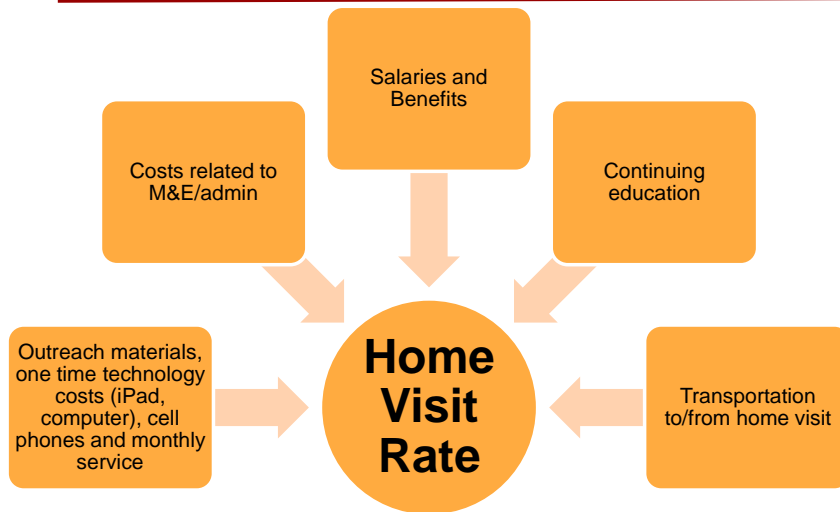 Salaries and
Benefits
Costs related to
M&E/admin
Continuing
education
Outreach materials,
one time technology
costs (iPad,
computer), cell
phones and monthly
service
Home
Visit
Rate
Transportation
to/from home visit